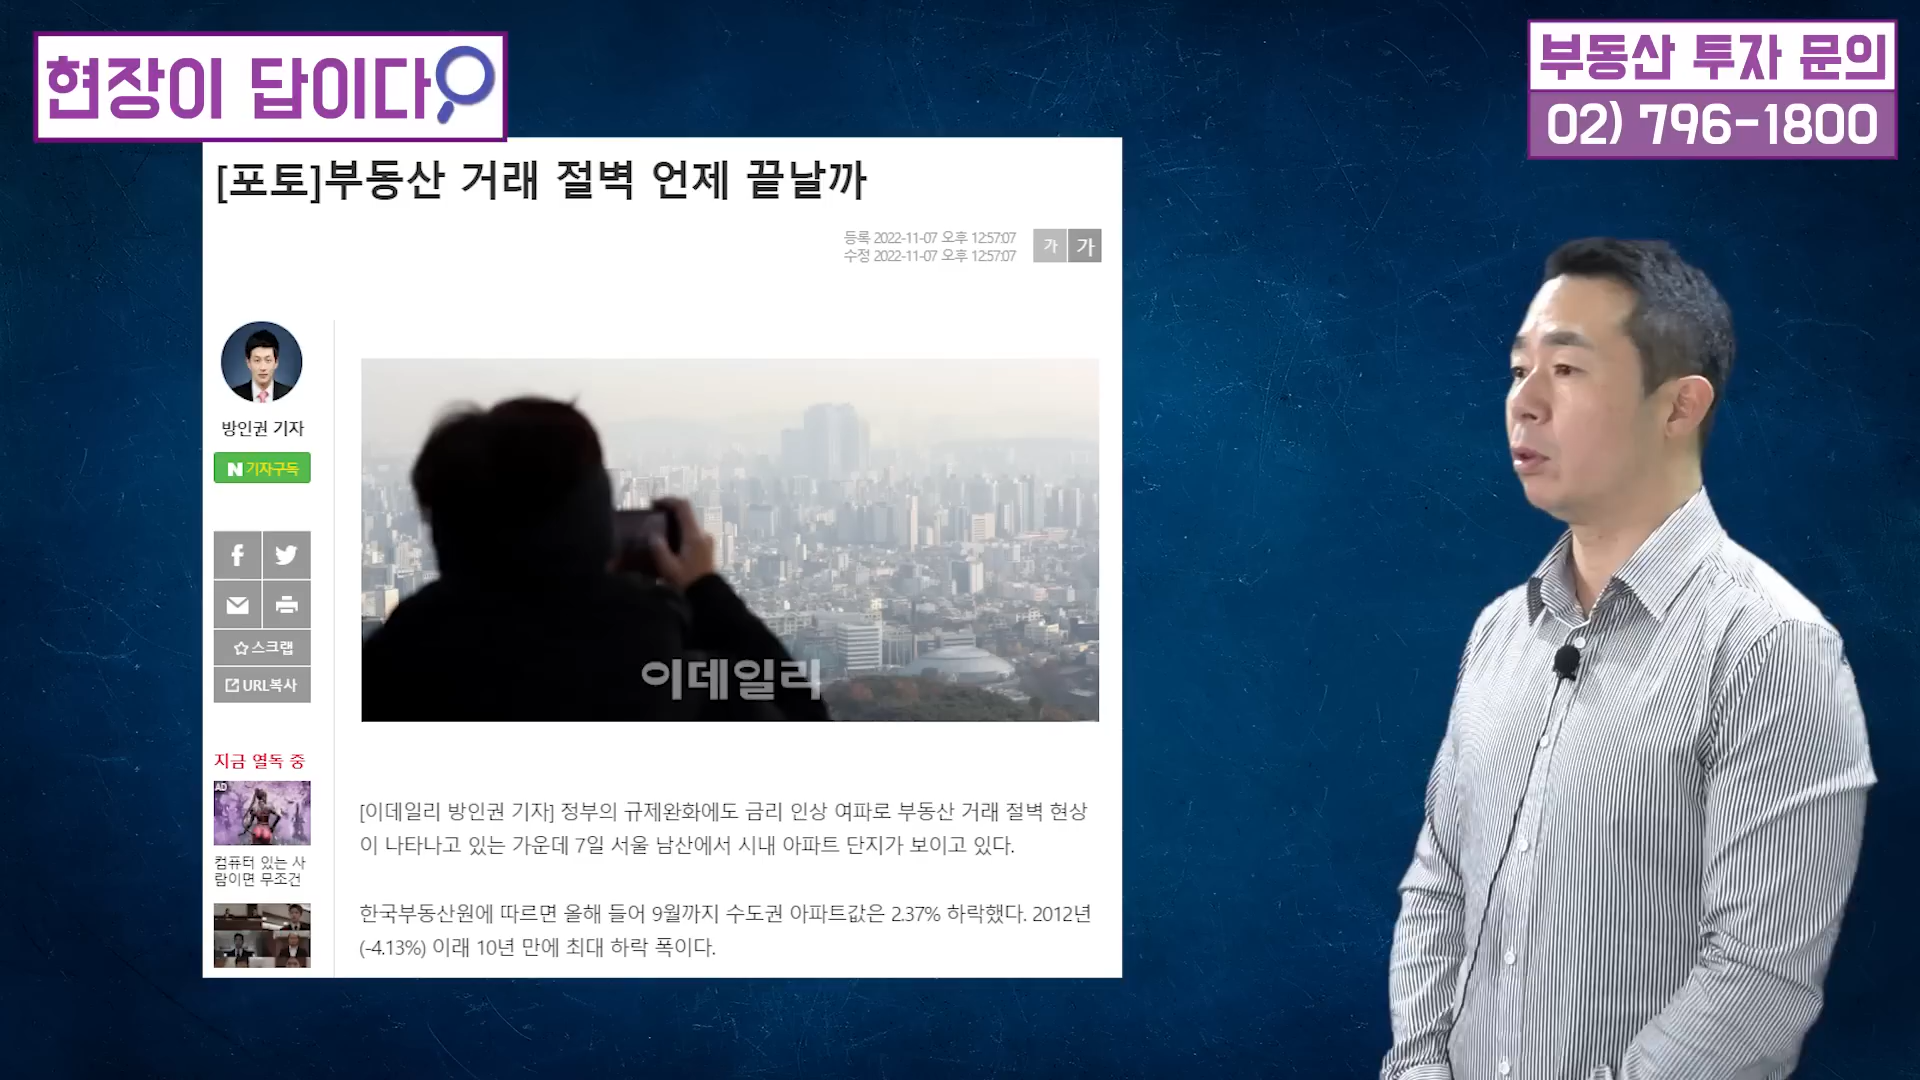 현장이 답이다
부동산 투자 문의
02) 796-1800
[포토]부동산 거래 절벽 언제 끝날까
등록 2022-11-07 오후 12:57:07
수정 2022-11-07 오후 12:57:07
가 가
방인권 기자
N 기자구독
스크랩
URL복사
지금 열독 중
AD
컴퓨터 있는 사
람이면 무조건
이데일리
[이데일리 방인권 기자] 정부의 규제완화에도 금리 인상 여파로 부동산 거래 절벽 현상
이 나타나고 있는 가운데 7일 서울 남산에서 시내 아파트 단지가 보이고 있다.
한국부동산원에 따르면 올해 들어 9월까지 수도권 아파트값은 2.37% 하락했다. 2012년
(-4.13%) 이래 10년 만에 최대 하락 폭이다.